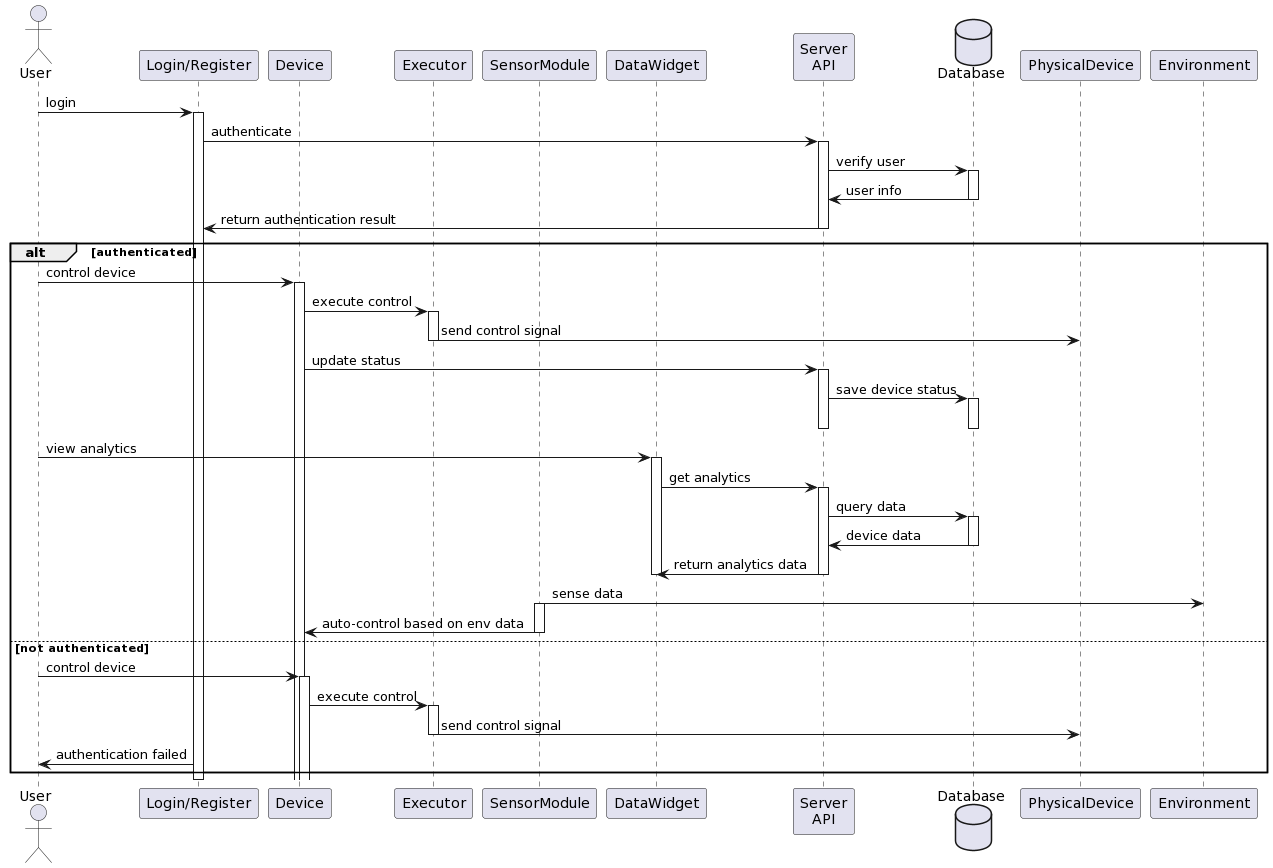 User
Login/Register
Device
Executor
SensorModule
DataWidget
Server
API
Database
PhysicalDevice
Environment
login
authenticate
verify user
user info
return authentication result
alt
[authenticated]
control device
execute control
send control signal
update status
save device status
view analytics
get analytics
query data
device data
return analytics data
sense data
auto-control based on env data
[not authenticated]
control device
execute control
send control signal
authentication failed
User
Login/Register
Device
Executor
SensorModule
DataWidget
Server
API
Database
PhysicalDevice
Environment